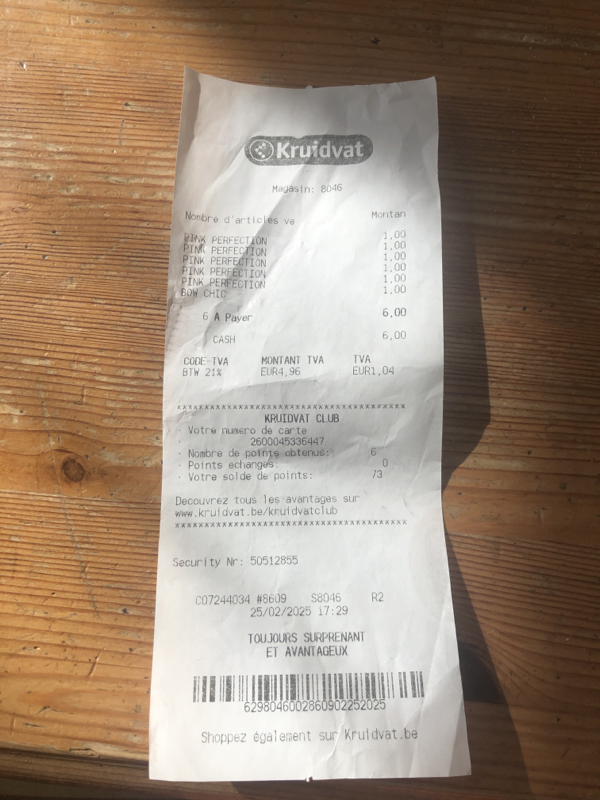 Kruidvat
Magasin: 8046
Nombre d'articles ve Montan
PINK PERFECTION 1,00
PINK PERFECTION 1,00
PINK PERFECTION 1,00
PINK PERFECTION 1,00
PINK PERFECTION 1,00
BOW CHIC 1,00
6 A Payer 6,00
CASH 6,00
CODE-TVA MONTANT TVA TVA
BTW 21% EUR4,96 EUR1,04
****************************************
KRUIDVAT CLUB
· Votre numero de carte
2600045336447
· Nombre de points obtenus: 6
· Points echanges: 0
· Votre solde de points: 73
Decouvrez tous les avantages sur
www.kruidvat.be/kruidvatclub
****************************************
Security Nr: 50512855
C07244034 #8609 S8046 R2
25/02/2025 17:29
TOUJOURS SURPRENANT
ET AVANTAGEUX
6298046002860902252025
Shoppez également sur Kruidvat.be